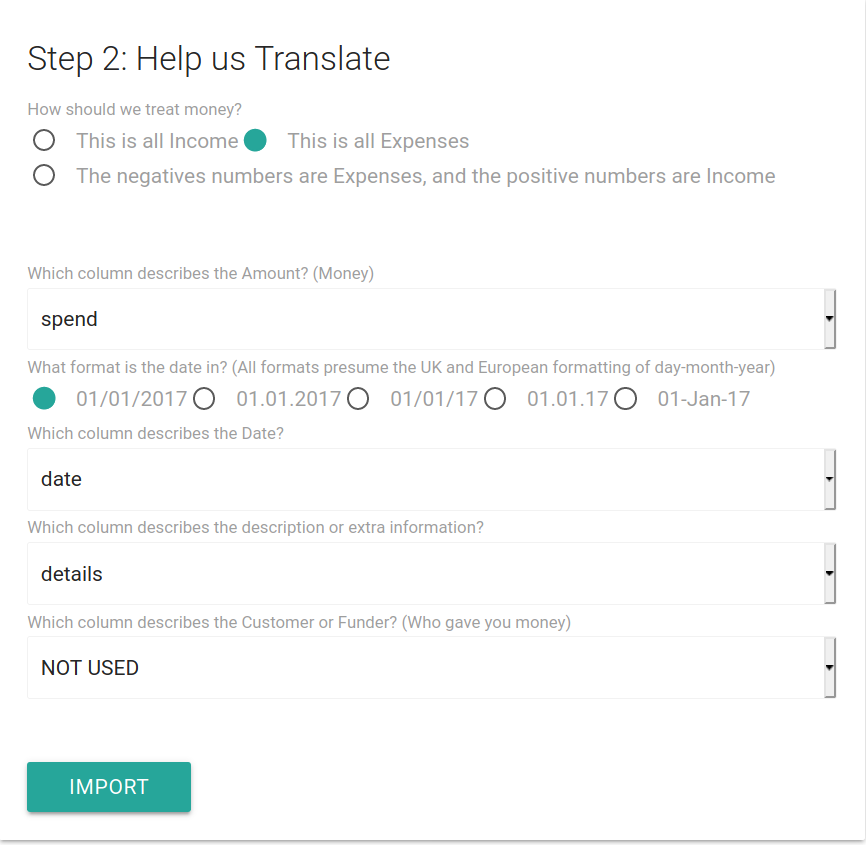 Step 2: Help us Translate
How should we treat money?
This is all Income This is all Expenses
The negatives numbers are Expenses, and the positive numbers are Income
Which column describes the Amount? (Money)
spend
What format is the date in? (All formats presume the UK and European formatting of day-month-year)
01/01/2017 01.01.2017 01/01/17 01.01.17 01-Jan-17
Which column describes the Date?
date
Which column describes the description or extra information?
details
Which column describes the Customer or Funder? (Who gave you money)
NOT USED
IMPORT